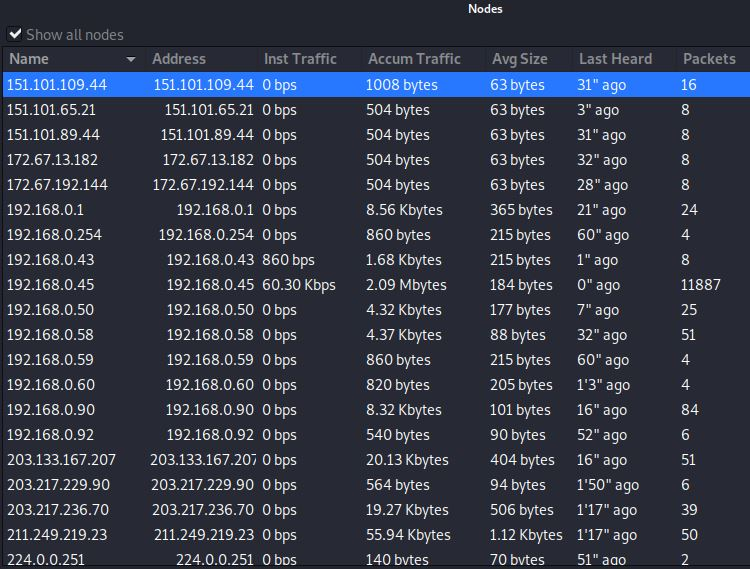 Nodes
Show all nodes
Name Address Inst Traffic Accum Traffic Avg Size Last Heard Packets
151.101.109.44 151.101.109.44 0 bps 1008 bytes 63 bytes 31" ago 16
151.101.65.21 151.101.65.21 0 bps 504 bytes 63 bytes 3" ago 8
151.101.89.44 151.101.89.44 0 bps 504 bytes 63 bytes 31" ago 8
172.67.13.182 172.67.13.182 0 bps 504 bytes 63 bytes 32" ago 8
172.67.192.144 172.67.192.144 0 bps 504 bytes 63 bytes 28" ago 8
192.168.0.1 192.168.0.1 0 bps 8.56 Kbytes 365 bytes 21" ago 24
192.168.0.254 192.168.0.254 0 bps 860 bytes 215 bytes 60" ago 4
192.168.0.43 192.168.0.43 860 bps 1.68 Kbytes 215 bytes 1" ago 8
192.168.0.45 192.168.0.45 60.30 Kbps 2.09 Mbytes 184 bytes 0" ago 11887
192.168.0.50 192.168.0.50 0 bps 4.32 Kbytes 177 bytes 7" ago 25
192.168.0.58 192.168.0.58 0 bps 4.37 Kbytes 88 bytes 32" ago 51
192.168.0.59 192.168.0.59 0 bps 860 bytes 215 bytes 60" ago 4
192.168.0.60 192.168.0.60 0 bps 820 bytes 205 bytes 1'3" ago 4
192.168.0.90 192.168.0.90 0 bps 8.32 Kbytes 101 bytes 16" ago 84
192.168.0.92 192.168.0.92 0 bps 540 bytes 90 bytes 52" ago 6
203.133.167.207 203.133.167.207 0 bps 20.13 Kbytes 404 bytes 16" ago 51
203.217.229.90 203.217.229.90 0 bps 564 bytes 94 bytes 1'50" ago 6
203.217.236.70 203.217.236.70 0 bps 19.27 Kbytes 506 bytes 1'17" ago 39
211.249.219.23 211.249.219.23 0 bps 55.94 Kbytes 1.12 Kbytes 1'17" ago 50
224.0.0.251 224.0.0.251 0 bps 140 bytes 70 bytes 51" ago 2